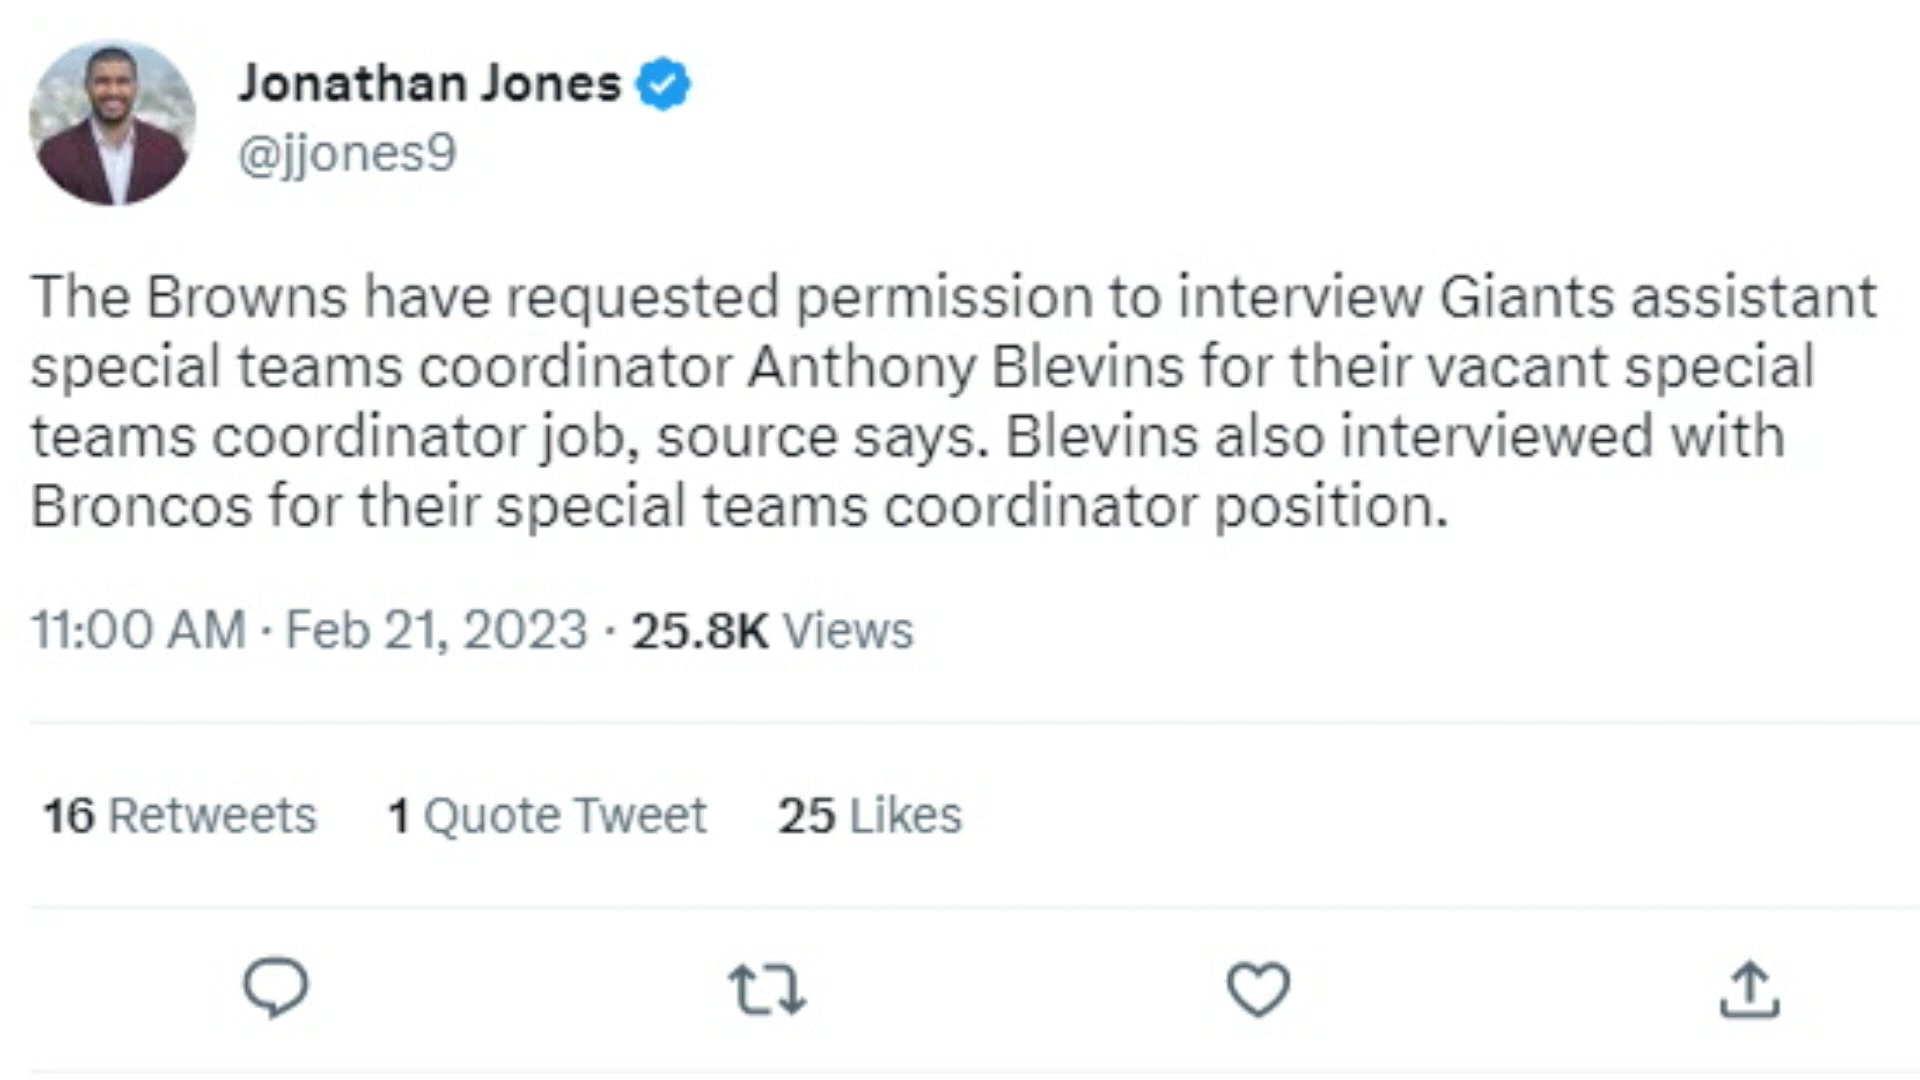 Jonathan Jones
@jjones9
The Browns have requested permission to interview Giants assistant
special teams coordinator Anthony Blevins for their vacant special
teams coordinator job, source says. Blevins also interviewed with
Broncos for their special teams coordinator position.
11:00 AM · Feb 21, 2023 · 25.8K Views
16 Retweets 1 Quote Tweet 25 Likes